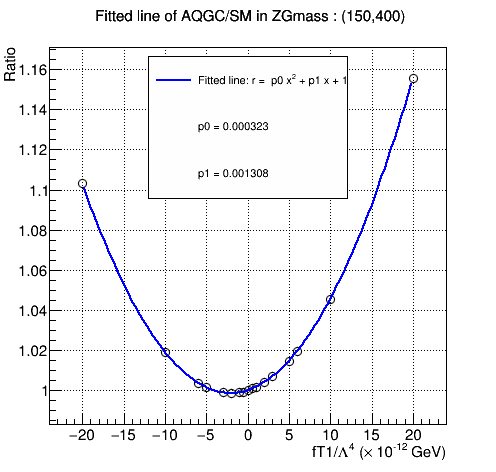 Fitted line of AQGC/SM in ZGmass : (150,400)
Ratio
Fitted line: r = p0 x² + p1 x + 1
p0 = 0.000323
p1 = 0.001308
1.16
1.14
1.12
1.1
1.08
1.06
1.04
1.02
1
−20 −15 −10 −5 0 5 10 15 20
fT1/Λ⁴ (× 10⁻¹² GeV)